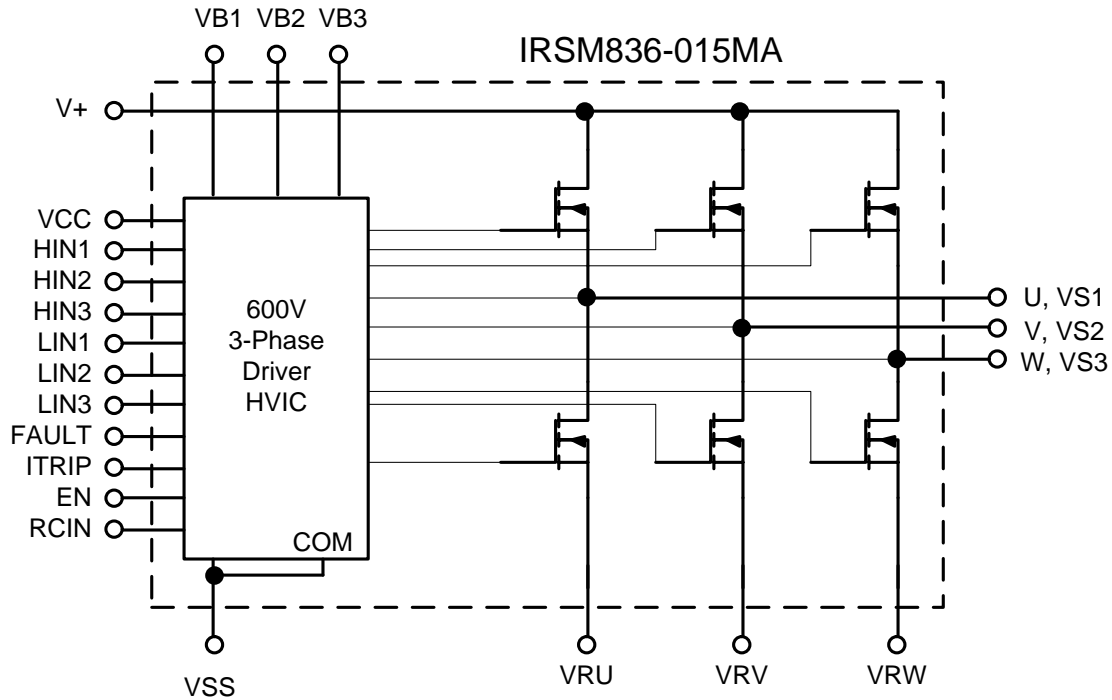 VB1 VB2 VB3
IRSM836-015MA
V+
VCC
HIN1
HIN2
HIN3
LIN1
LIN2
LIN3
FAULT
ITRIP
EN
RCIN
600V
3-Phase
Driver
HVIC
COM
U, VS1
V, VS2
W, VS3
VSS
VRU
VRV
VRW